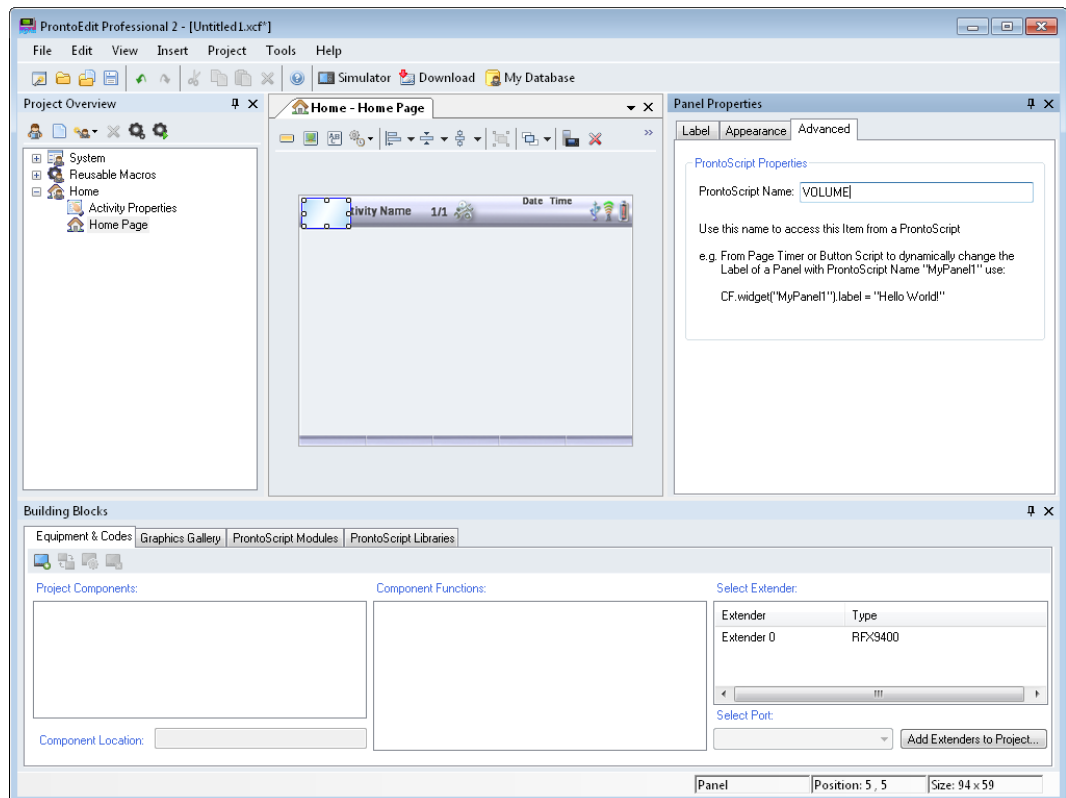 ProntoEdit Professional 2 - [Untitled1.xcf*]
File Edit View Insert Project Tools Help
Simulator Download My Database
Project Overview
System
Reusable Macros
Home
Activity Properties
Home Page
Home - Home Page
tivity Name 1/1 Date Time
Panel Properties
Label Appearance Advanced
ProntoScript Properties
ProntoScript Name: VOLUME
Use this name to access this Item from a ProntoScript
e.g. From Page Timer or Button Script to dynamically change the
Label of a Panel with ProntoScript Name "MyPanel1" use:
CF.widget("MyPanel1").label = "Hello World!"
Building Blocks
Equipment & Codes Graphics Gallery ProntoScript Modules ProntoScript Libraries
Project Components:
Component Functions:
Select Extender:
Extender Type
Extender 0 RFX9400
Select Port:
Component Location:
Add Extenders to Project...
Panel Position: 5 , 5 Size: 94 x 59